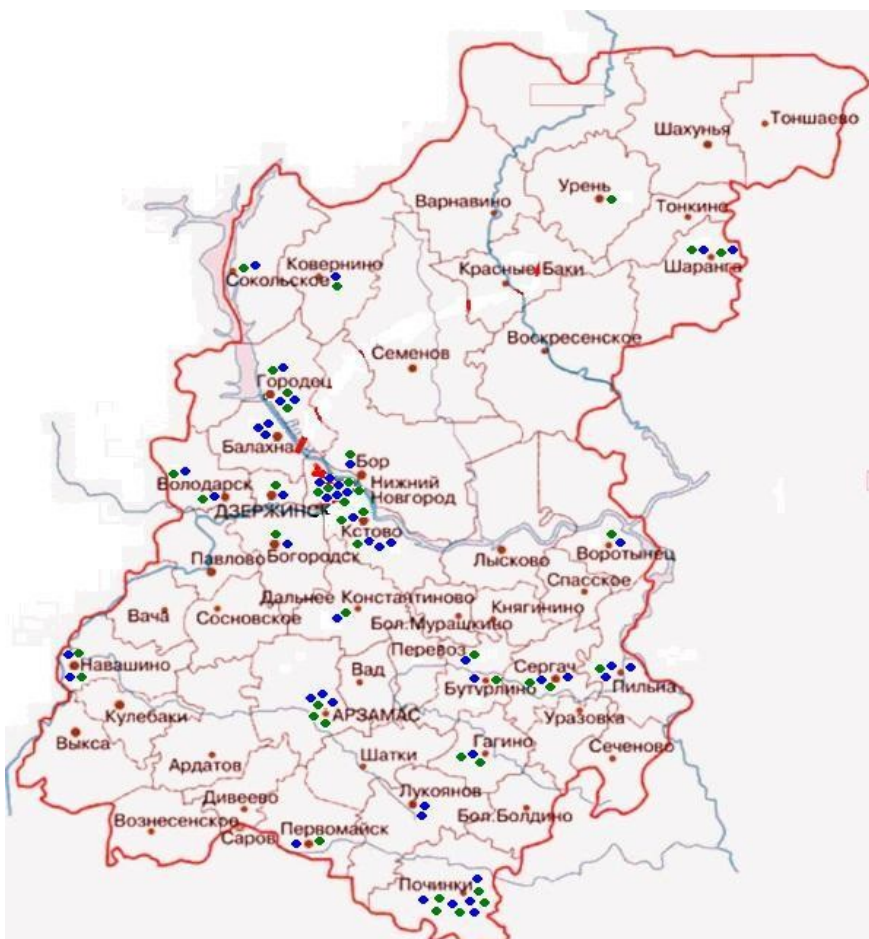 Тоншаево
Шахунья
Урень
Варнавино
Тонкино
Шаранга
Красные Баки
Ковернино
Сокольское
Воскресенское
Семенов
Городец
Балахна
Бор
Нижний
Новгород
Володарск
ДЗЕРЖИНСК
Кстово
Богородск
Павлово
Лысково
Воротынец
Спасское
Дальнее Константиново
Княгинино
Бол.Мурашкино
Вача
Сосновское
Перевоз
Сергач
Навашино
Вад
Бутурлино
Пильна
Кулебаки
АРЗАМАС
Уразовка
Выкса
Гагино
Сеченово
Ардатов
Шатки
Лукоянов
Бол.Болдино
Дивеево
Вознесенское
Саров
Первомайск
Починки